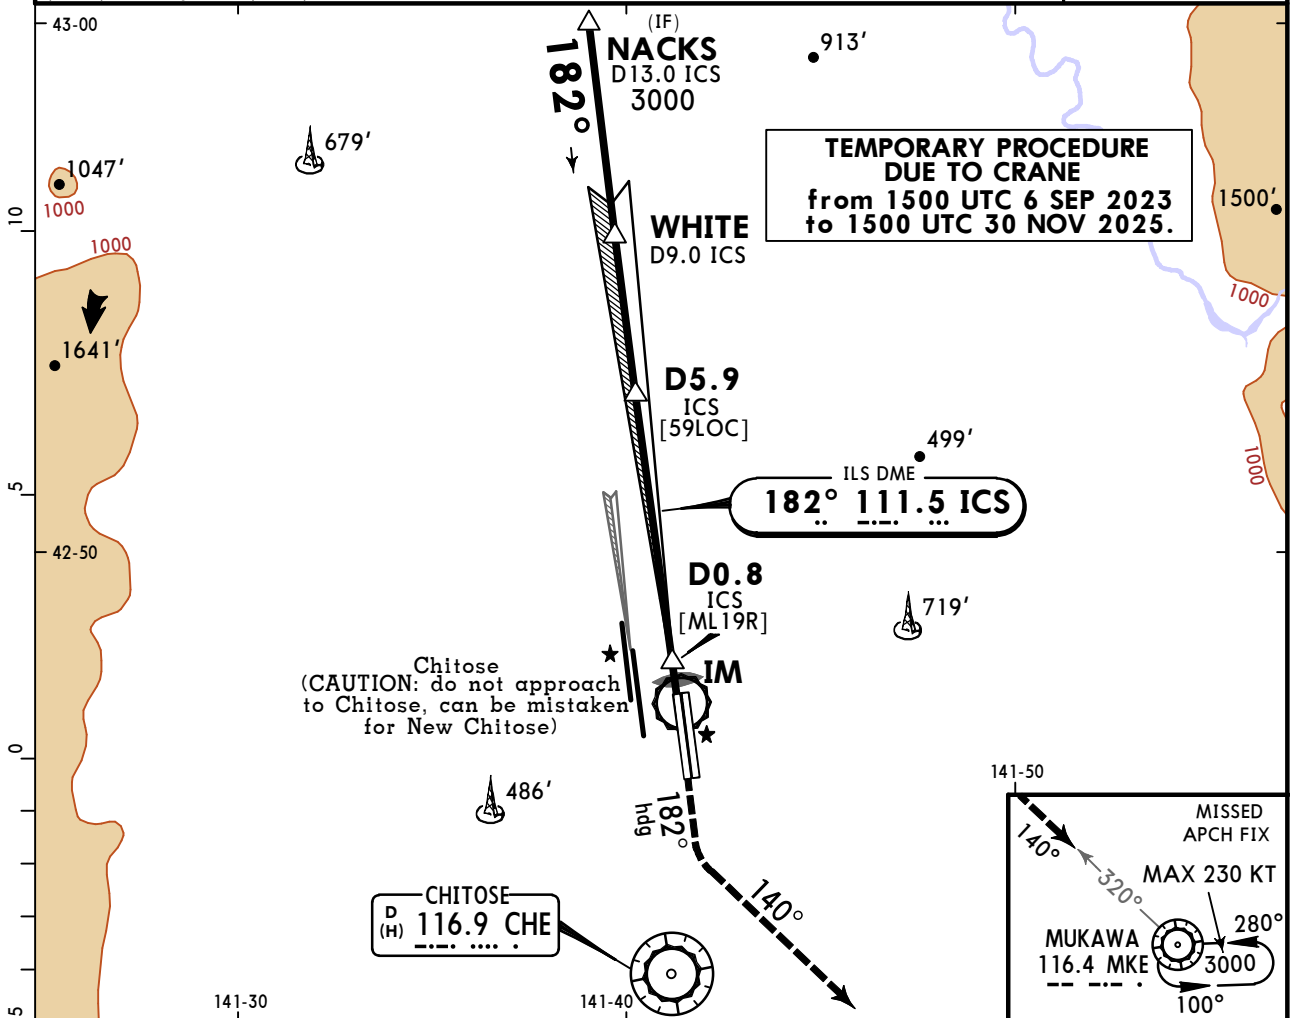 43-00
(IF)
NACKS
D13.0 ICS
3000
182°
913'
679'
1047'
1000
TEMPORARY PROCEDURE
DUE TO CRANE
from 1500 UTC 6 SEP 2023
to 1500 UTC 30 NOV 2025.
1500'
10
WHITE
D9.0 ICS
1000
1000
1641'
D5.9
ICS
[59LOC]
499'
1000
ILS DME
182° 111.5 ICS
5
42-50
D0.8
ICS
[ML19R]
719'
IM
Chitose
(CAUTION: do not approach
to Chitose, can be mistaken
for New Chitose)
0
486'
182°
hdg
141-50
MISSED
APCH FIX
140°
320°
MAX 230 KT
280°
MUKAWA
116.4 MKE
3000
100°
CHITOSE
D
(H)
116.9 CHE
140°
141-30
141-40
5